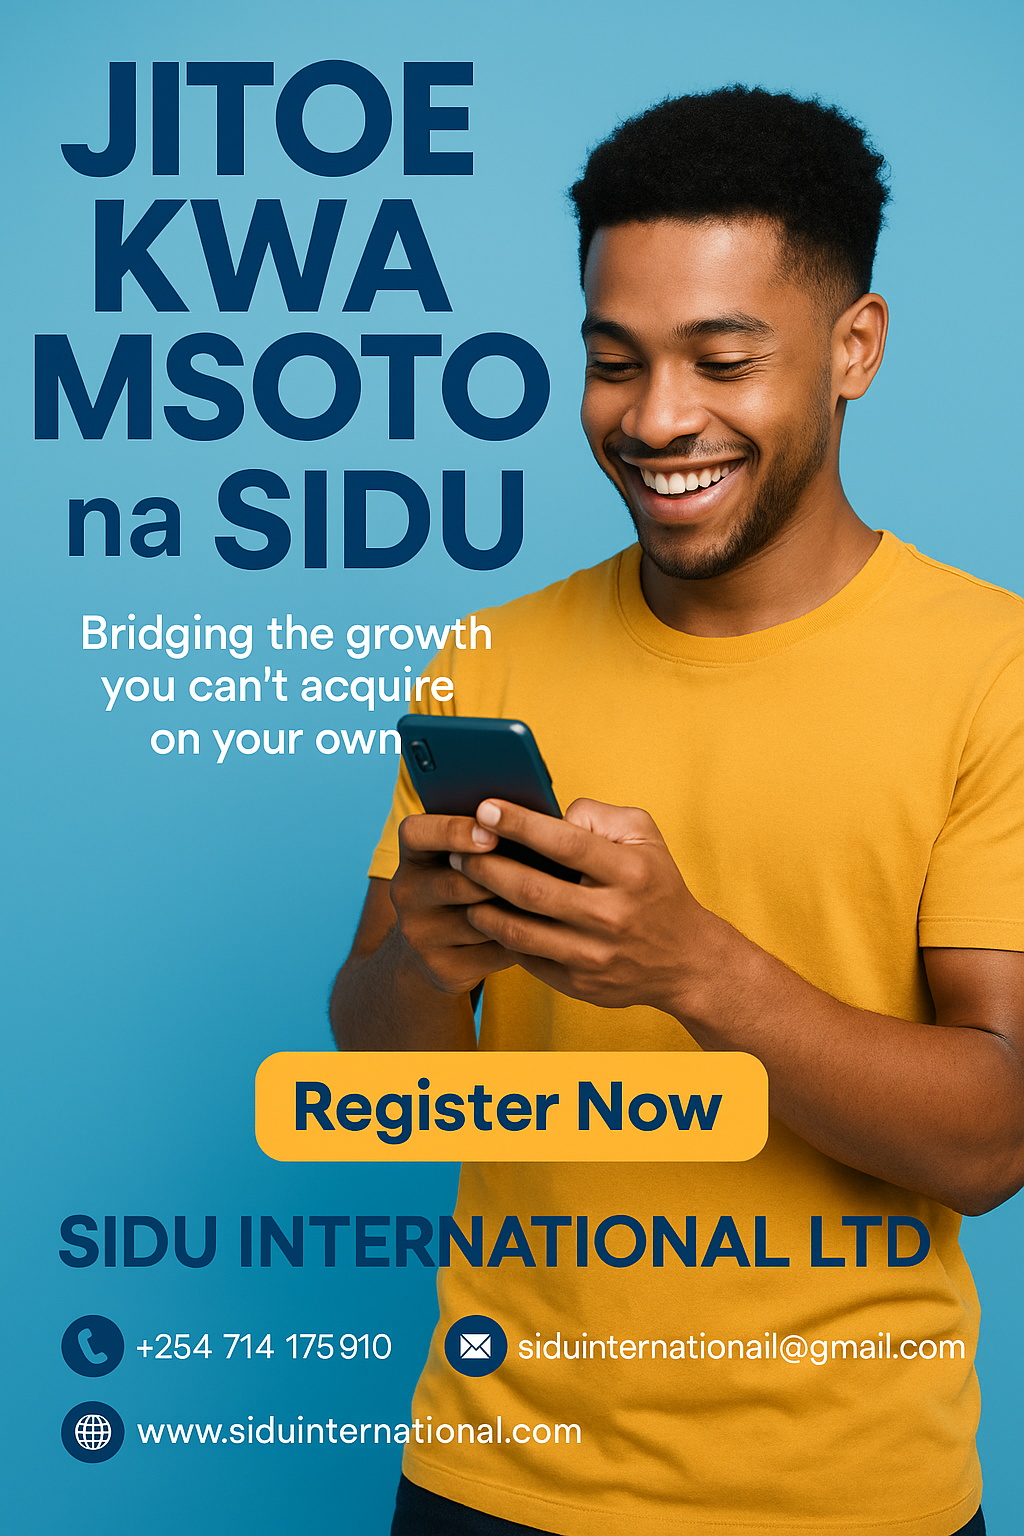 JITOE
KWA
MSOTO
na SIDU
Bridging the growth
you can't acquire
on your own
Register Now
SIDU INTERNATIONAL LTD
+254 714 175 910
siduinternationail@gmail.com
www.siduinternational.com